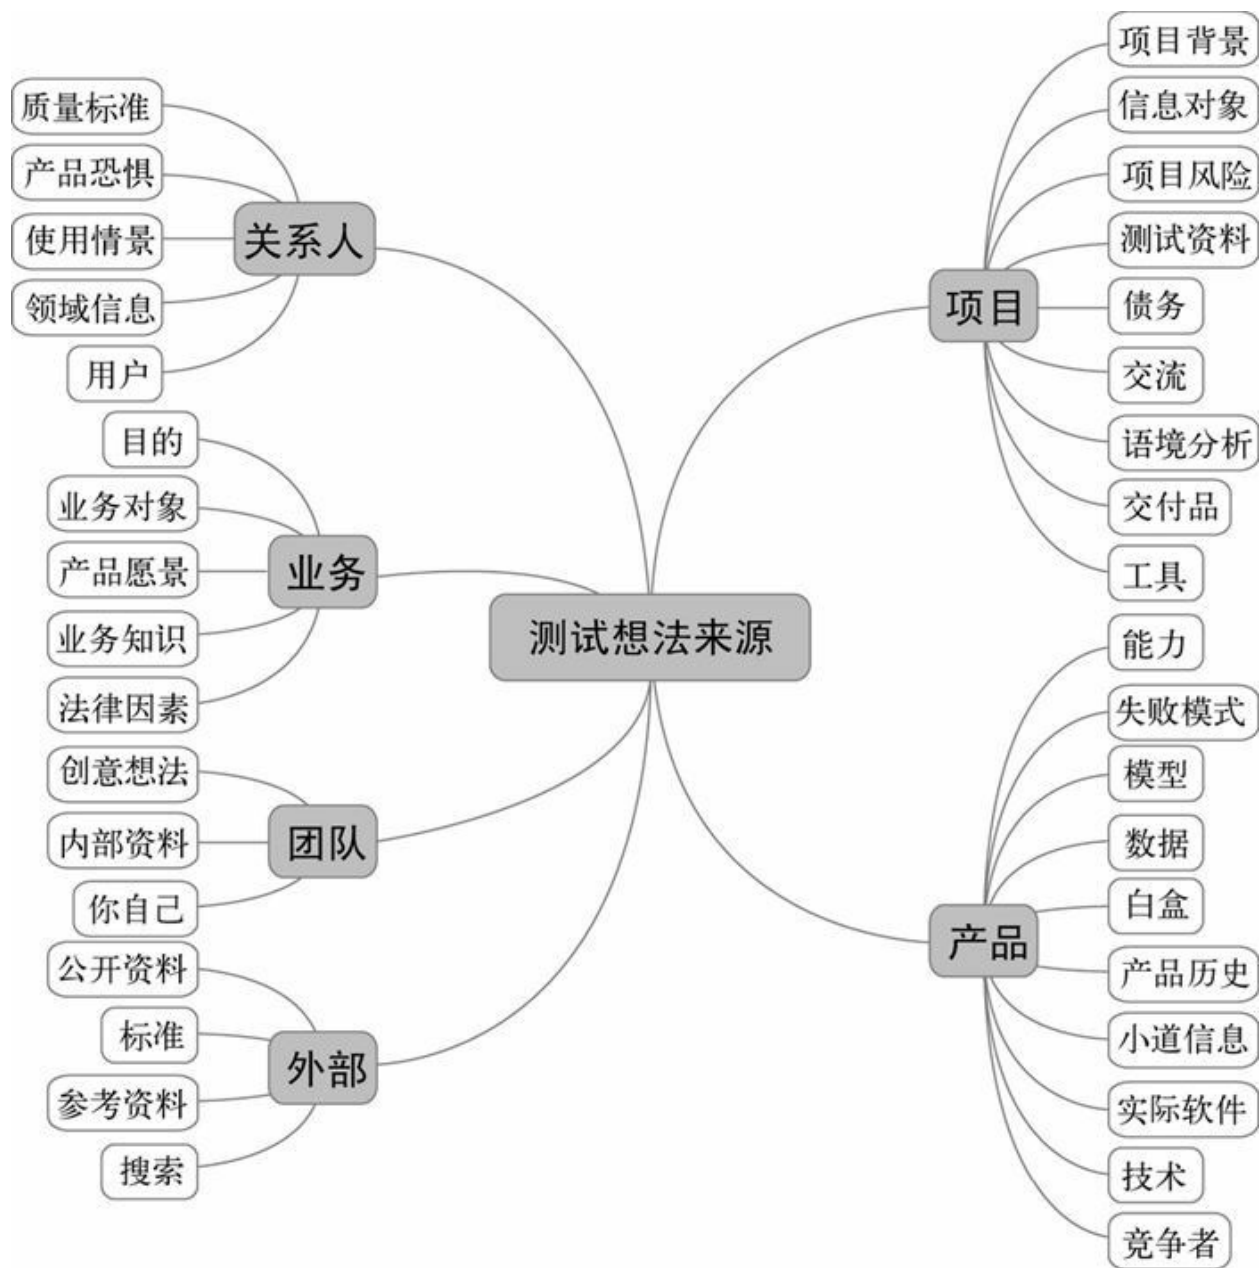 测试想法来源
关系人
质量标准
产品恐惧
使用情景
领域信息
用户
业务
目的
业务对象
产品愿景
业务知识
法律因素
团队
创意想法
内部资料
你自己
外部
公开资料
标准
参考资料
搜索
项目
项目背景
信息对象
项目风险
测试资料
债务
交流
语境分析
交付品
工具
产品
能力
失败模式
模型
数据
白盒
产品历史
小道信息
实际软件
技术
竞争者